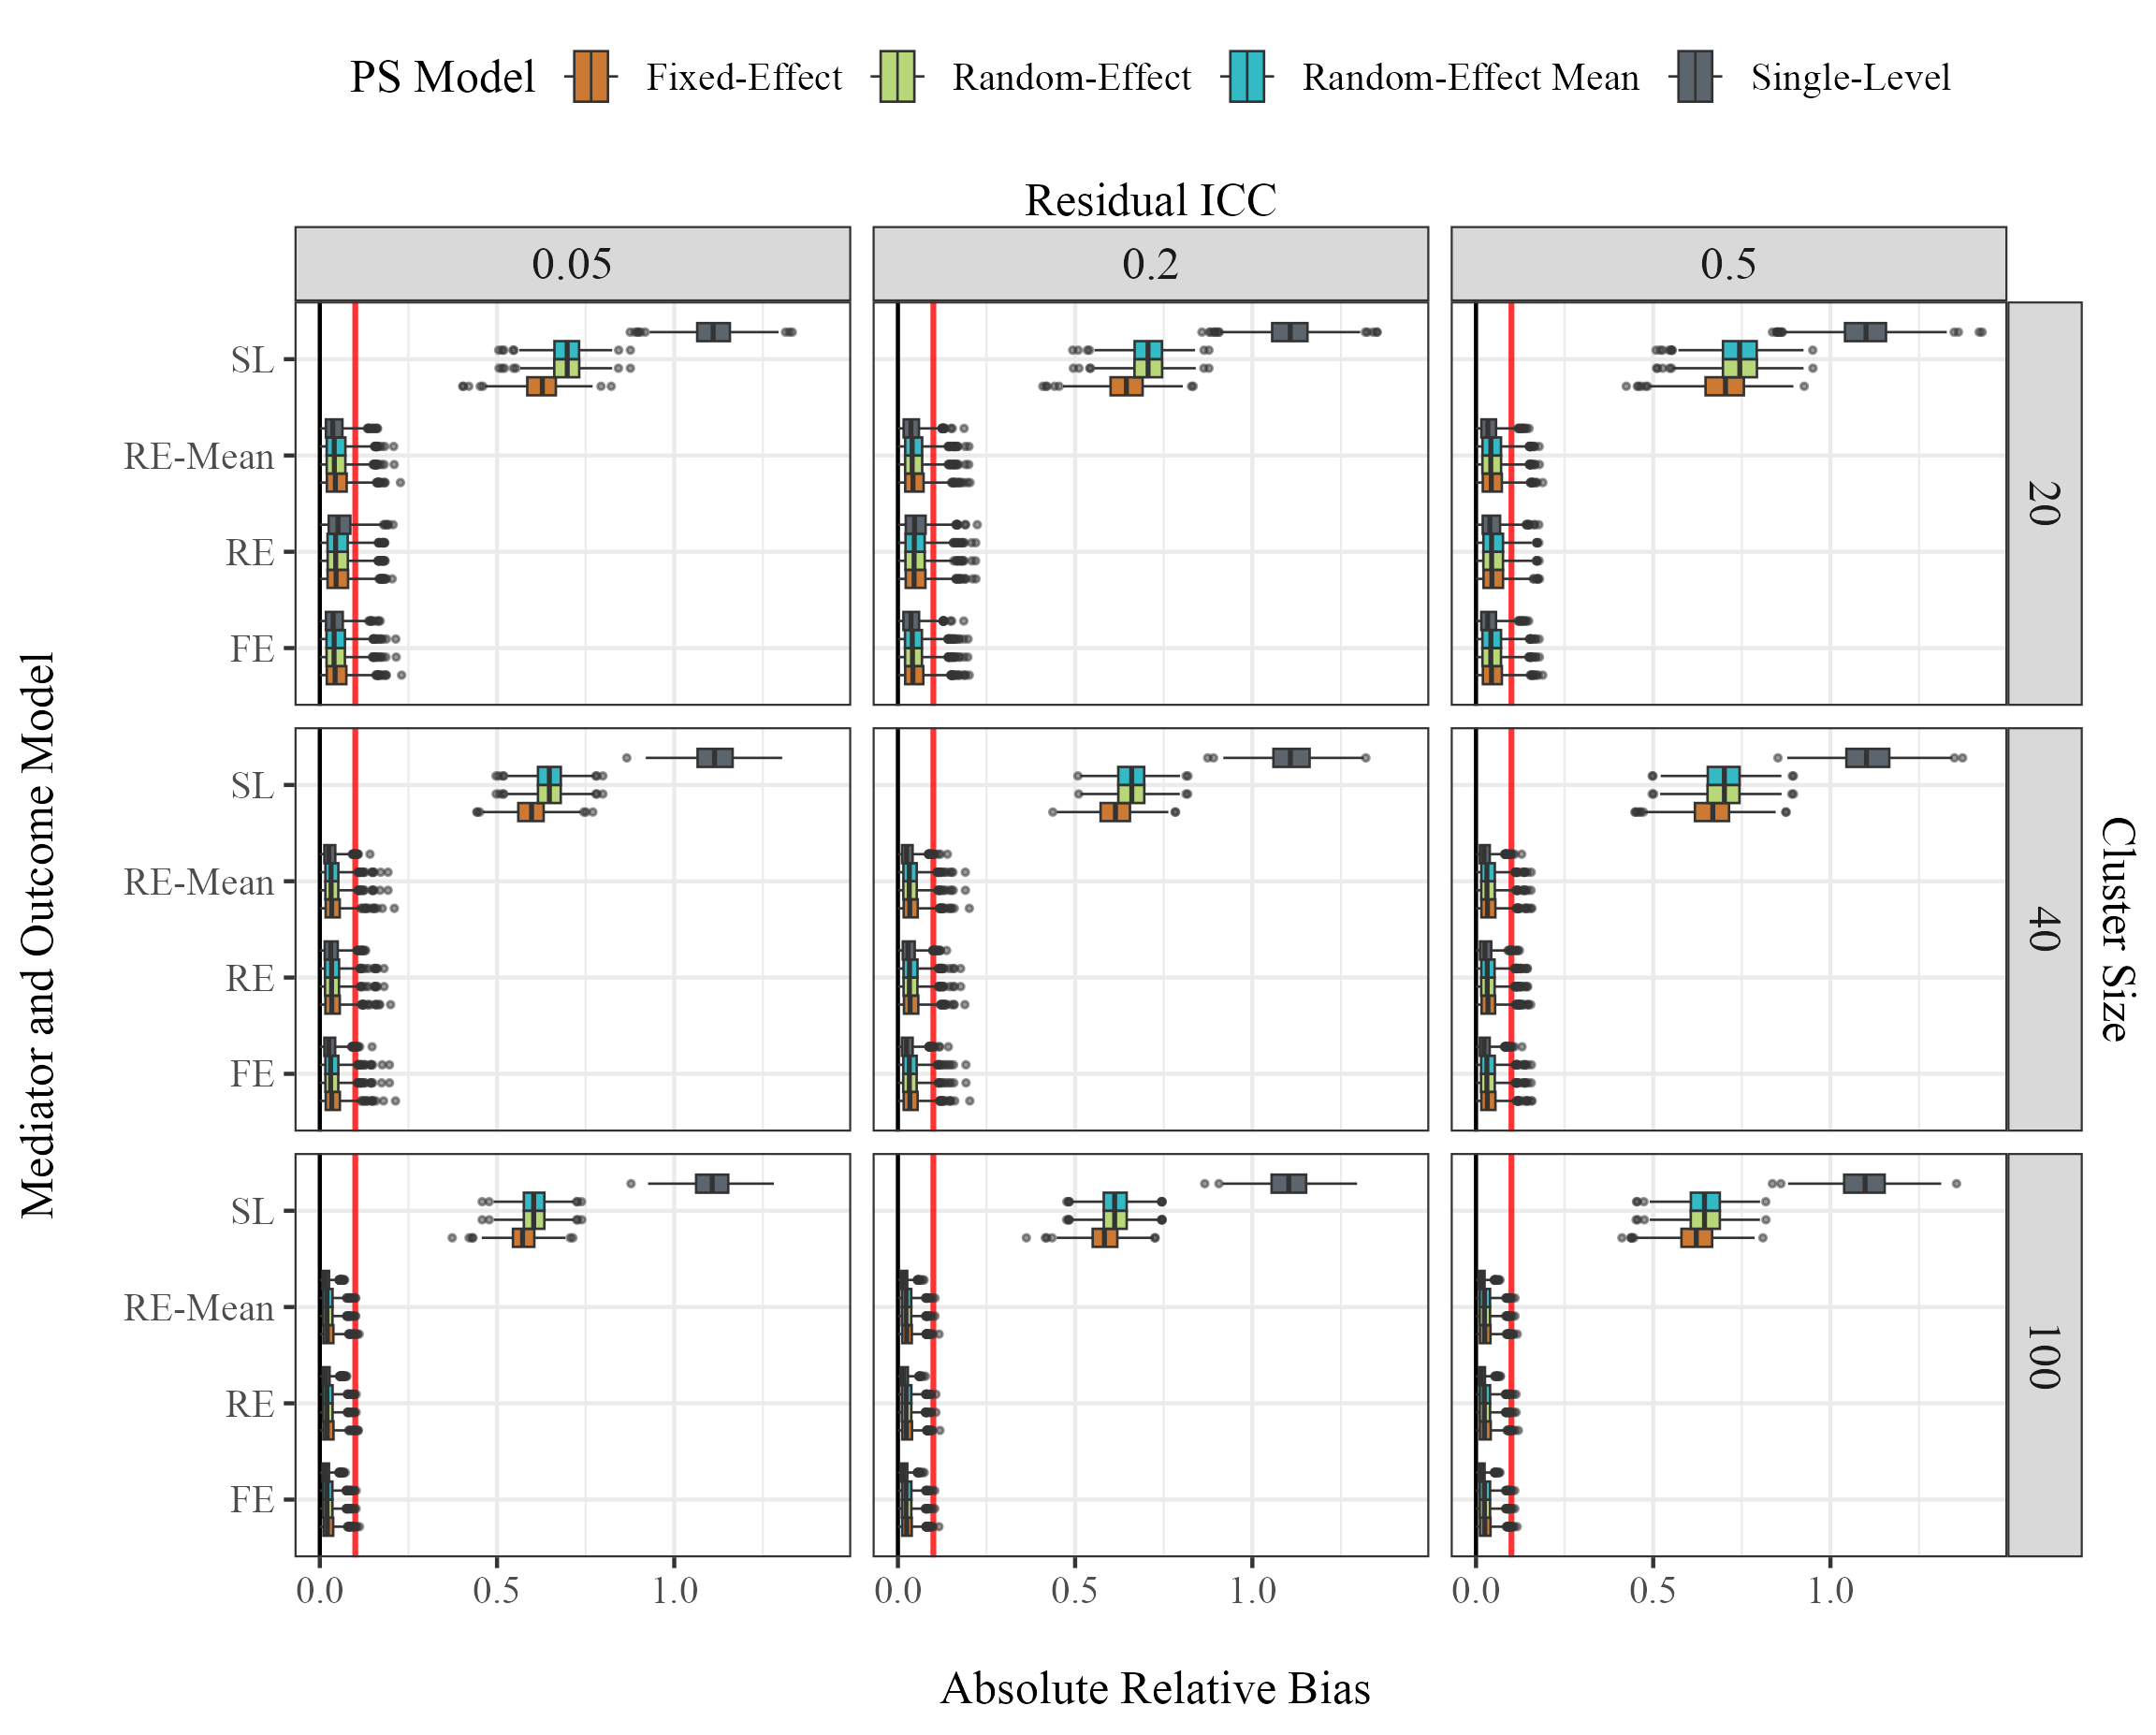 PS Model Fixed-Effect Random-Effect Random-Effect Mean Single-Level
Residual ICC
0.05 0.2 0.5
Mediator and Outcome Model
SL
RE-Mean
RE
FE
20
SL
RE-Mean
RE
FE
40
SL
RE-Mean
RE
FE
100
Cluster Size
0.0 0.5 1.0 0.0 0.5 1.0 0.0 0.5 1.0
Absolute Relative Bias